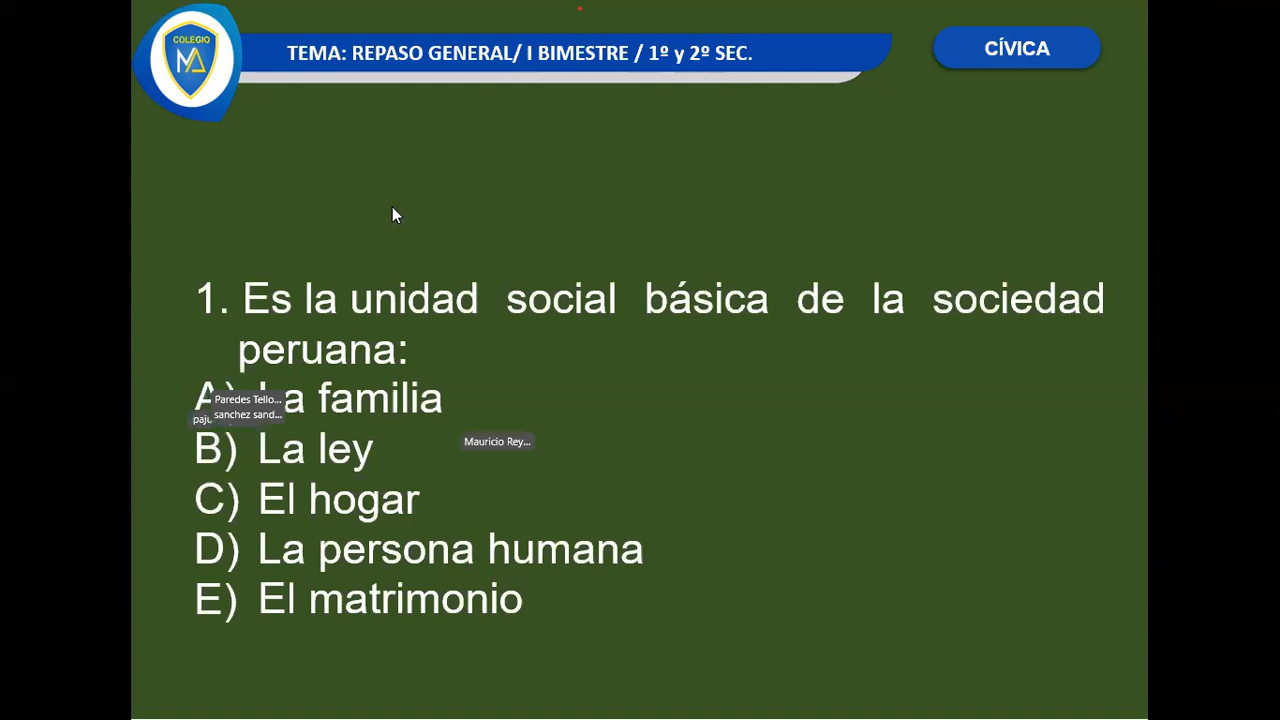 COLEGIO
TEMA: REPASO GENERAL/ I BIMESTRE / 1º y 2º SEC.
CÍVICA
1. Es la unidad social básica de la sociedad
peruana:
A) La familia
Paredes Tello...
sanchez sand...
B) La ley
Mauricio Rey...
C) El hogar
D) La persona humana
E) El matrimonio